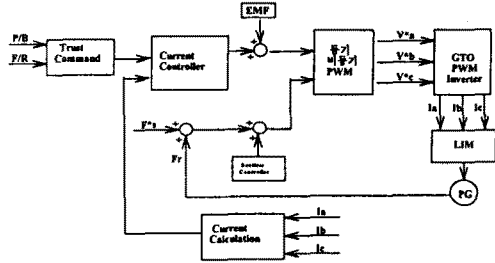 EMF
P/B
F/R
Trust
Command
Current
Controller
동기
비동기
PWM
V*a
V*b
V*c
GTO
PWM
Inverter
Ia
Ib
Ic
LIM
PG
F*s
Fr
Controller
Current
Calculation
Ia
Ib
Ic